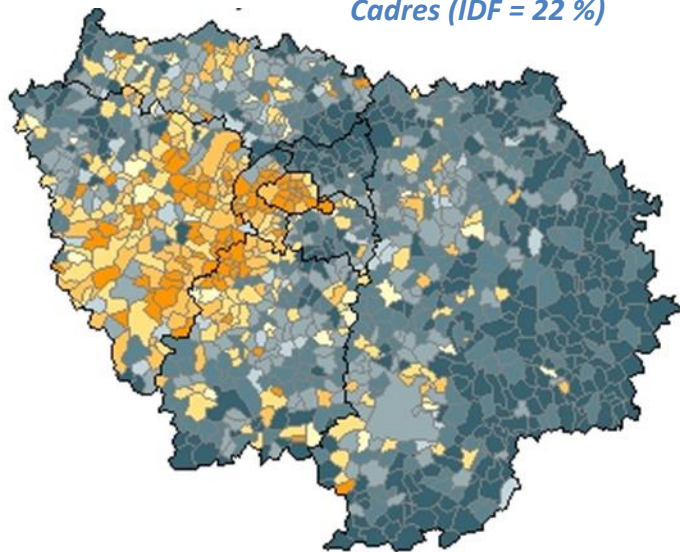 Cadres (IDF = 22 %)